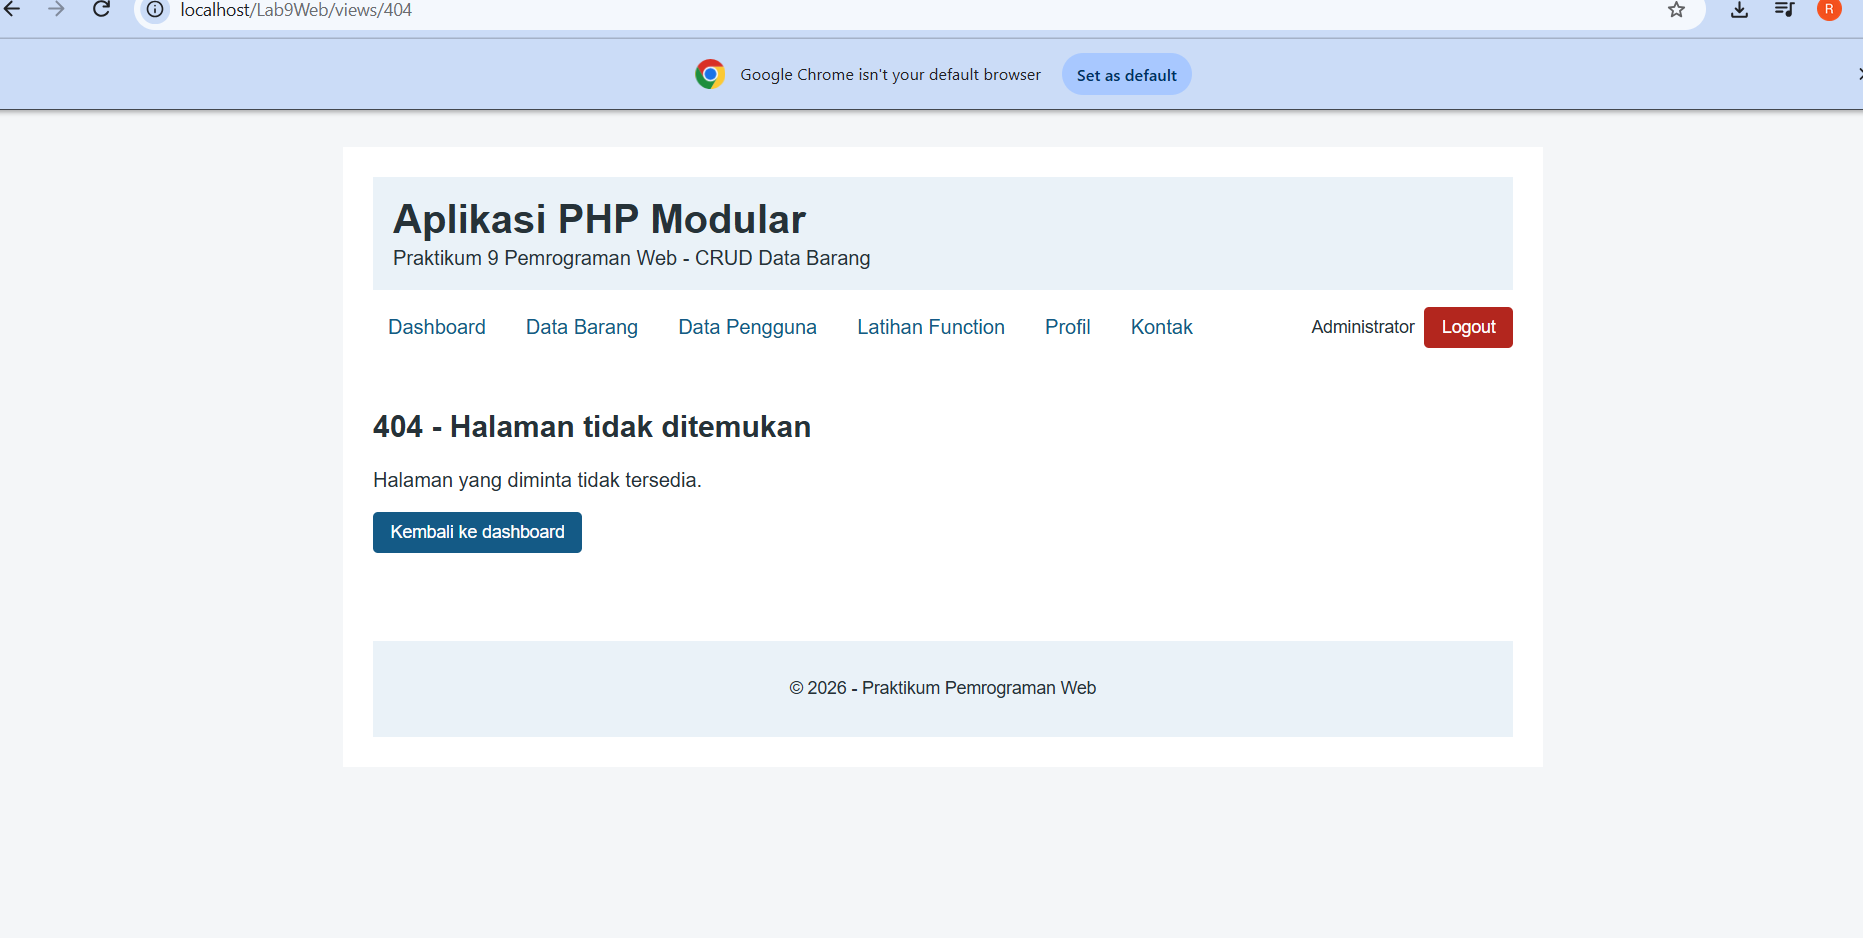 localhost/Lab9Web/views/404
R
Google Chrome isn't your default browser Set as default
Aplikasi PHP Modular
Praktikum 9 Pemrograman Web - CRUD Data Barang
Dashboard Data Barang Data Pengguna Latihan Function Profil Kontak Administrator Logout
404 - Halaman tidak ditemukan
Halaman yang diminta tidak tersedia.
Kembali ke dashboard
© 2026 - Praktikum Pemrograman Web